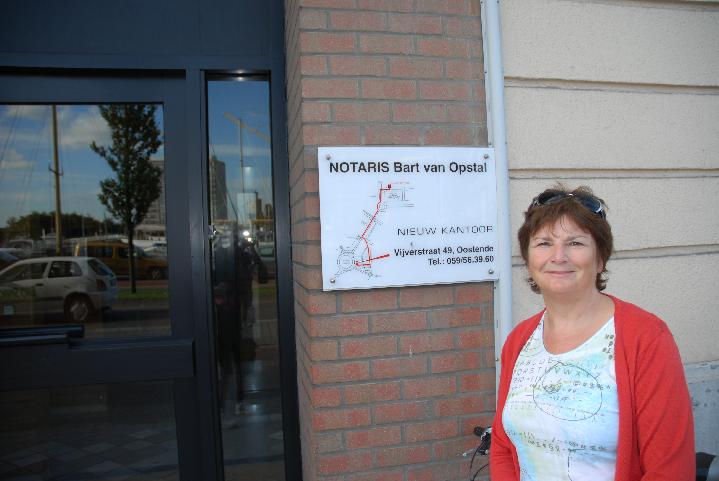 NOTARIS Bart van Opstal
NIEUW KANTOOR
Vijverstraat 49, Oostende
Tel.: 059/56.39.60